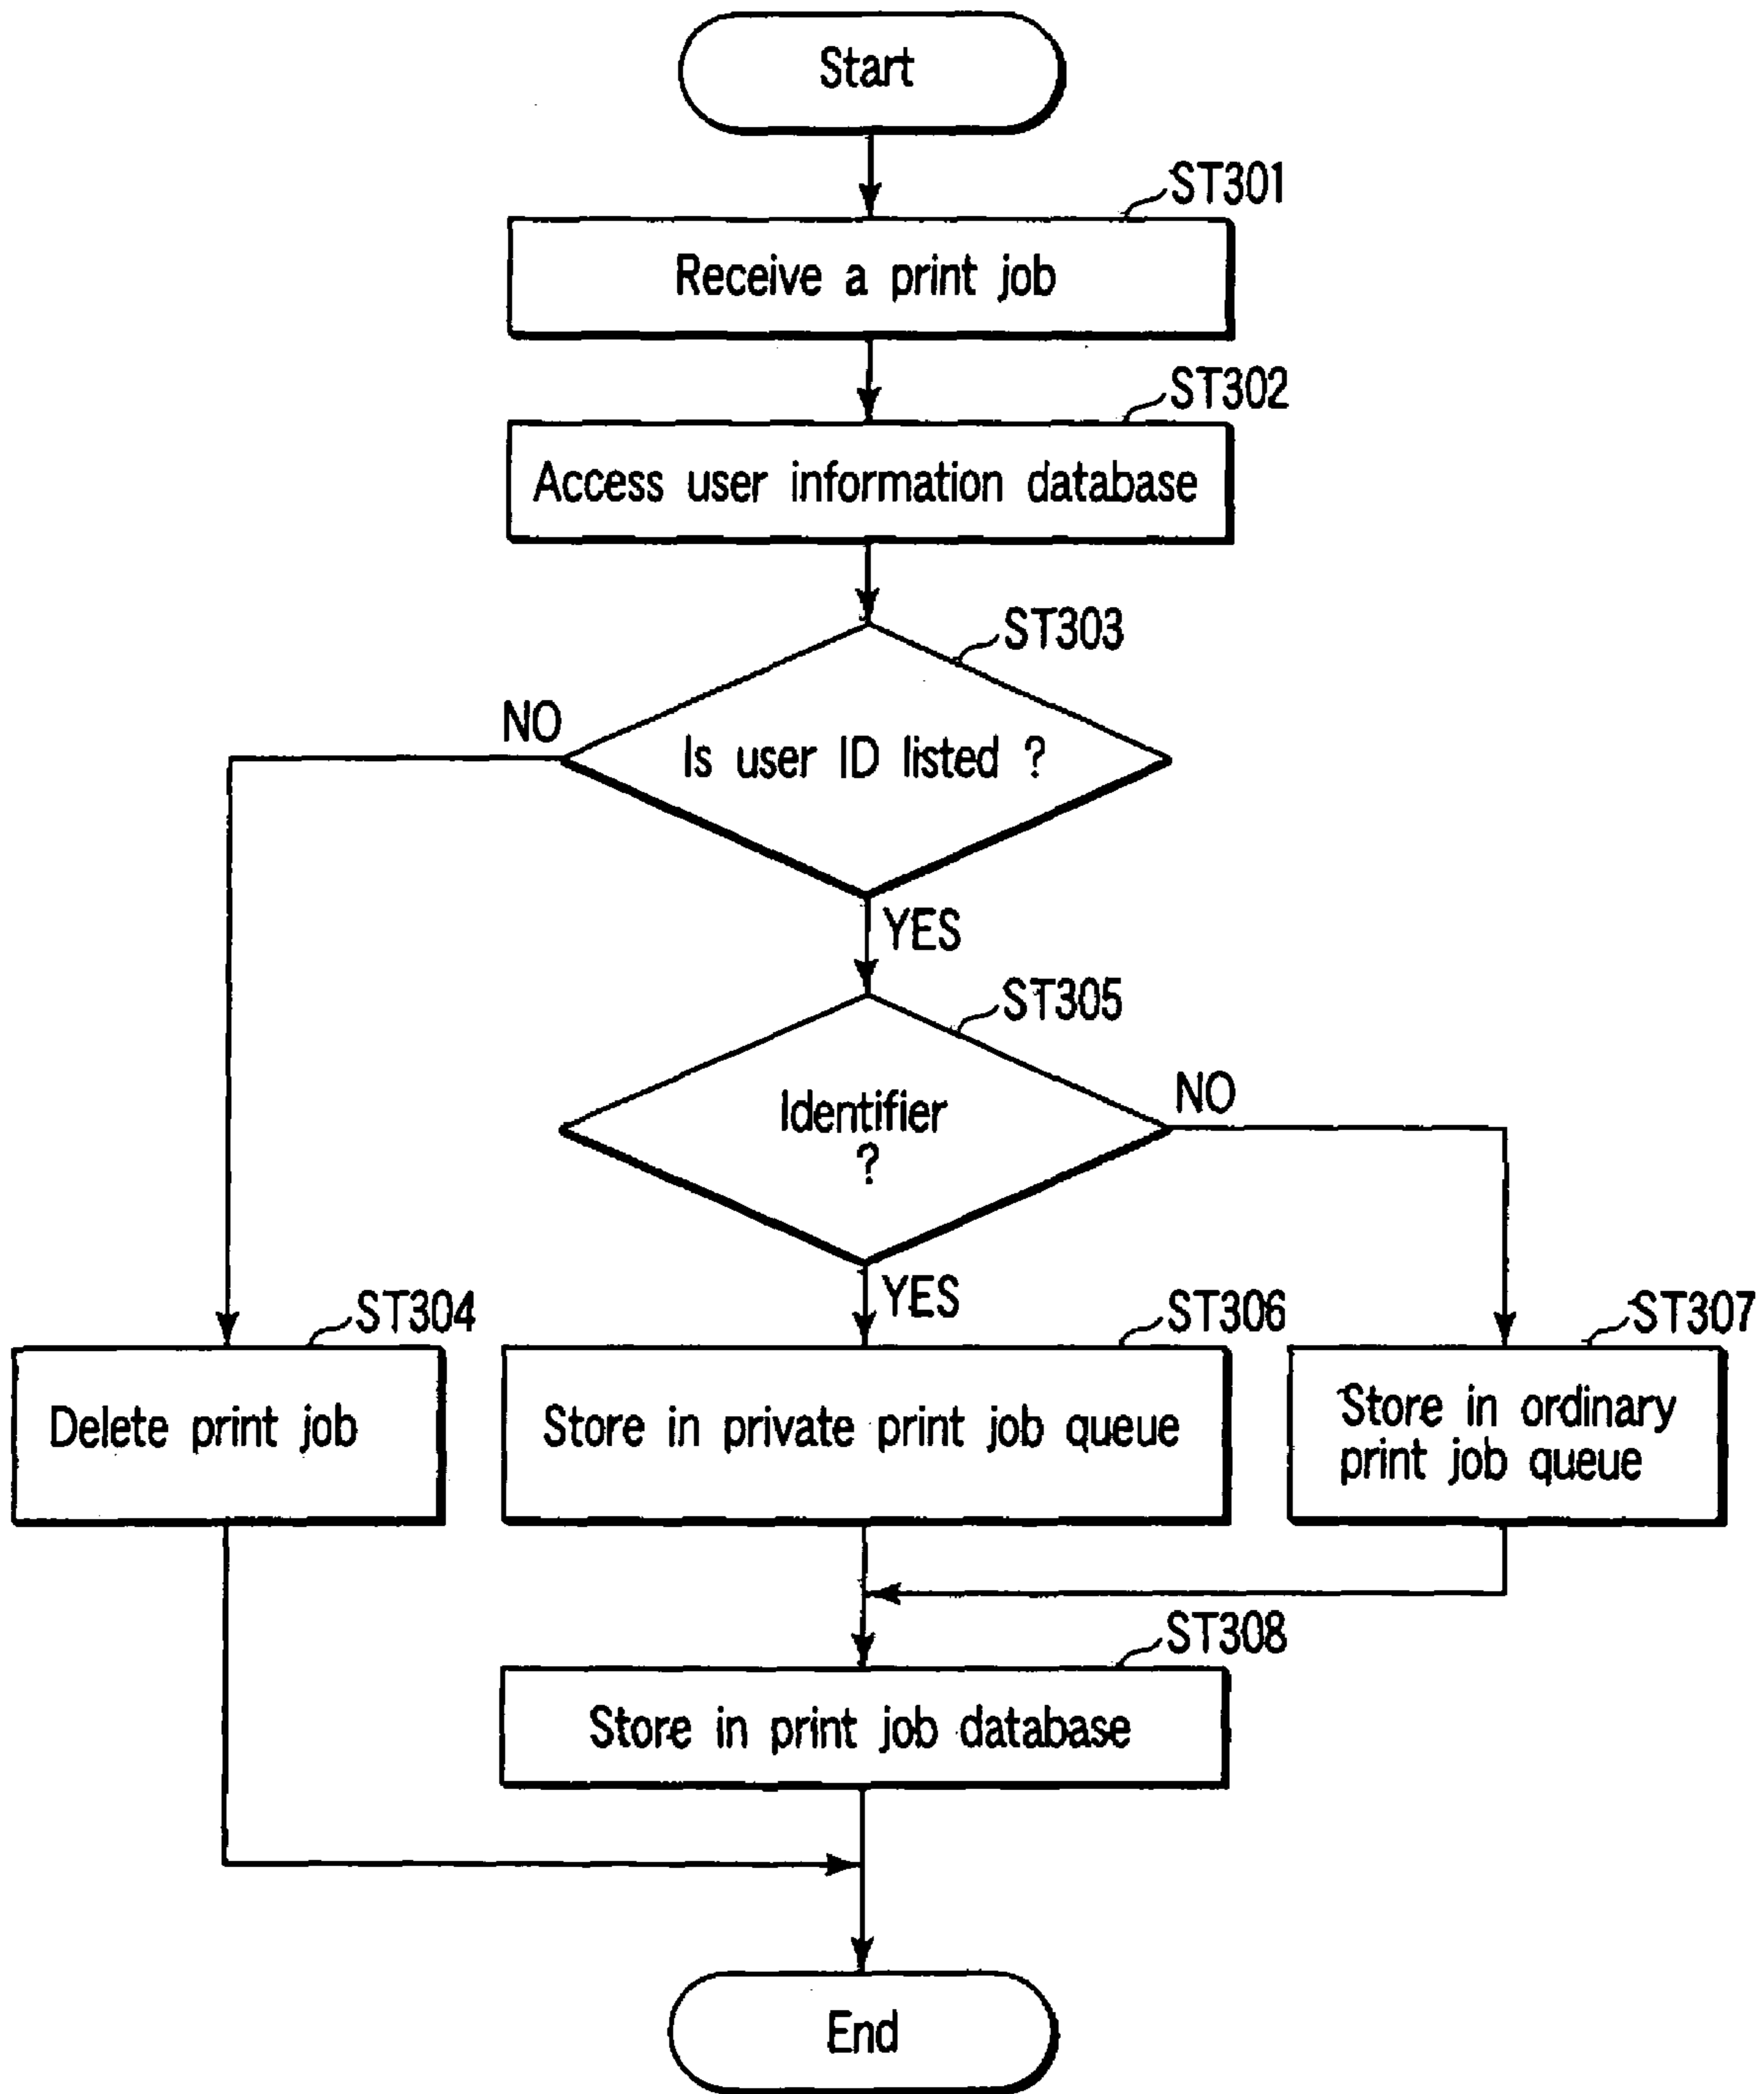 Start
ST301
Receive a print job
ST302
Access user information database
ST303
NO
Is user ID listed ?
YES
ST305
Identifier
?
NO
YES
ST304
ST306
ST307
Delete print job
Store in private print job queue
Store in ordinary
print job queue
ST308
Store in print job database
End